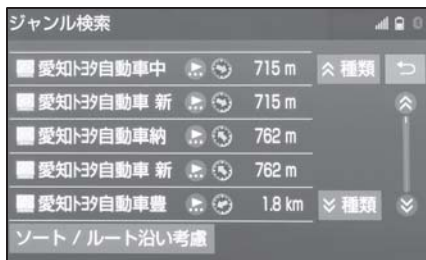 ジャンル検索
愛知トヨタ自動車中 715 m 種類
愛知トヨタ自動車 新 715 m
愛知トヨタ自動車納 762 m
愛知トヨタ自動車 新 762 m
愛知トヨタ自動車豊 1.8 km 種類
ソート / ルート沿い考慮